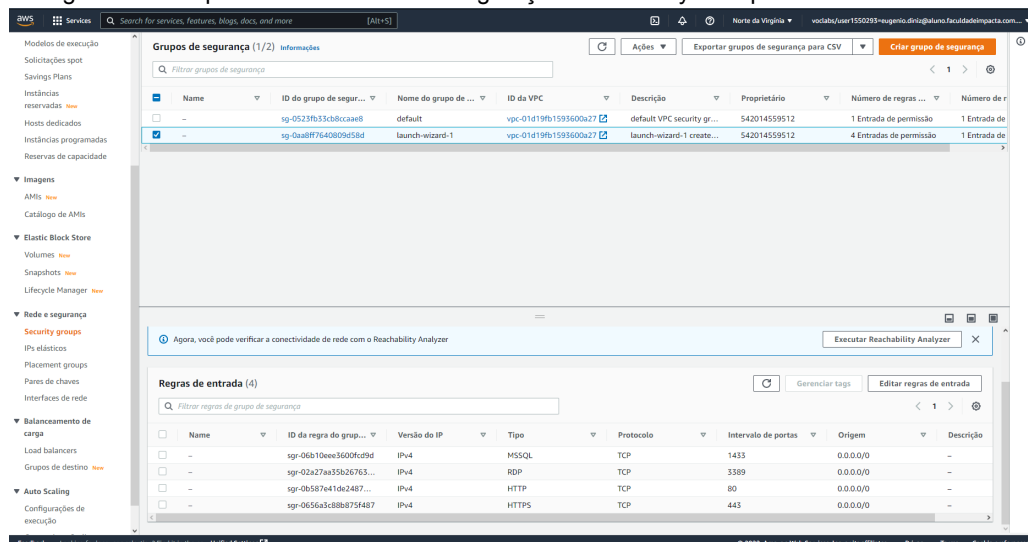 aws Services Search for services, features, blogs, docs, and more [Alt+S] Norte da Virgínia voclabs/user1550293=eugenio.diniz@aluno.faculdadeimpacta.com....
Modelos de execução
Solicitações spot
Savings Plans
Instâncias
reservadas New
Hosts dedicados
Instâncias programadas
Reservas de capacidade
Imagens
AMIs New
Catálogo de AMIs
Elastic Block Store
Volumes New
Snapshots New
Lifecycle Manager New
Rede e segurança
Security groups
IPs elásticos
Placement groups
Pares de chaves
Interfaces de rede
Balanceamento de
carga
Load balancers
Grupos de destino New
Auto Scaling
Configurações de
execução
Grupos de segurança (1/2) Informações Ações Exportar grupos de segurança para CSV Criar grupo de segurança
Filtrar grupos de segurança 1
Name ID do grupo de segur... Nome do grupo de ... ID da VPC Descrição Proprietário Número de regras ... Número de r
– sg-0523fb33cb8ccaae8 default vpc-01d19fb1593600a27 default VPC security gr... 542014559512 1 Entrada de permissão 1 Entrada de
– sg-0aa8ff7640809d58d launch-wizard-1 vpc-01d19fb1593600a27 launch-wizard-1 create... 542014559512 4 Entradas de permissão 1 Entrada de
Agora, você pode verificar a conectividade de rede com o Reachability Analyzer Executar Reachability Analyzer
Regras de entrada (4) Gerenciar tags Editar regras de entrada
Filtrar regras de grupo de segurança 1
Name ID da regra do grup... Versão do IP Tipo Protocolo Intervalo de portas Origem Descrição
– sgr-06b10eee3600fcd9d IPv4 MSSQL TCP 1433 0.0.0.0/0 –
– sgr-02a27aa35b26763... IPv4 RDP TCP 3389 0.0.0.0/0 –
– sgr-0b587e41de2487... IPv4 HTTP TCP 80 0.0.0.0/0 –
– sgr-0656a3c88b875f487 IPv4 HTTPS TCP 443 0.0.0.0/0 –